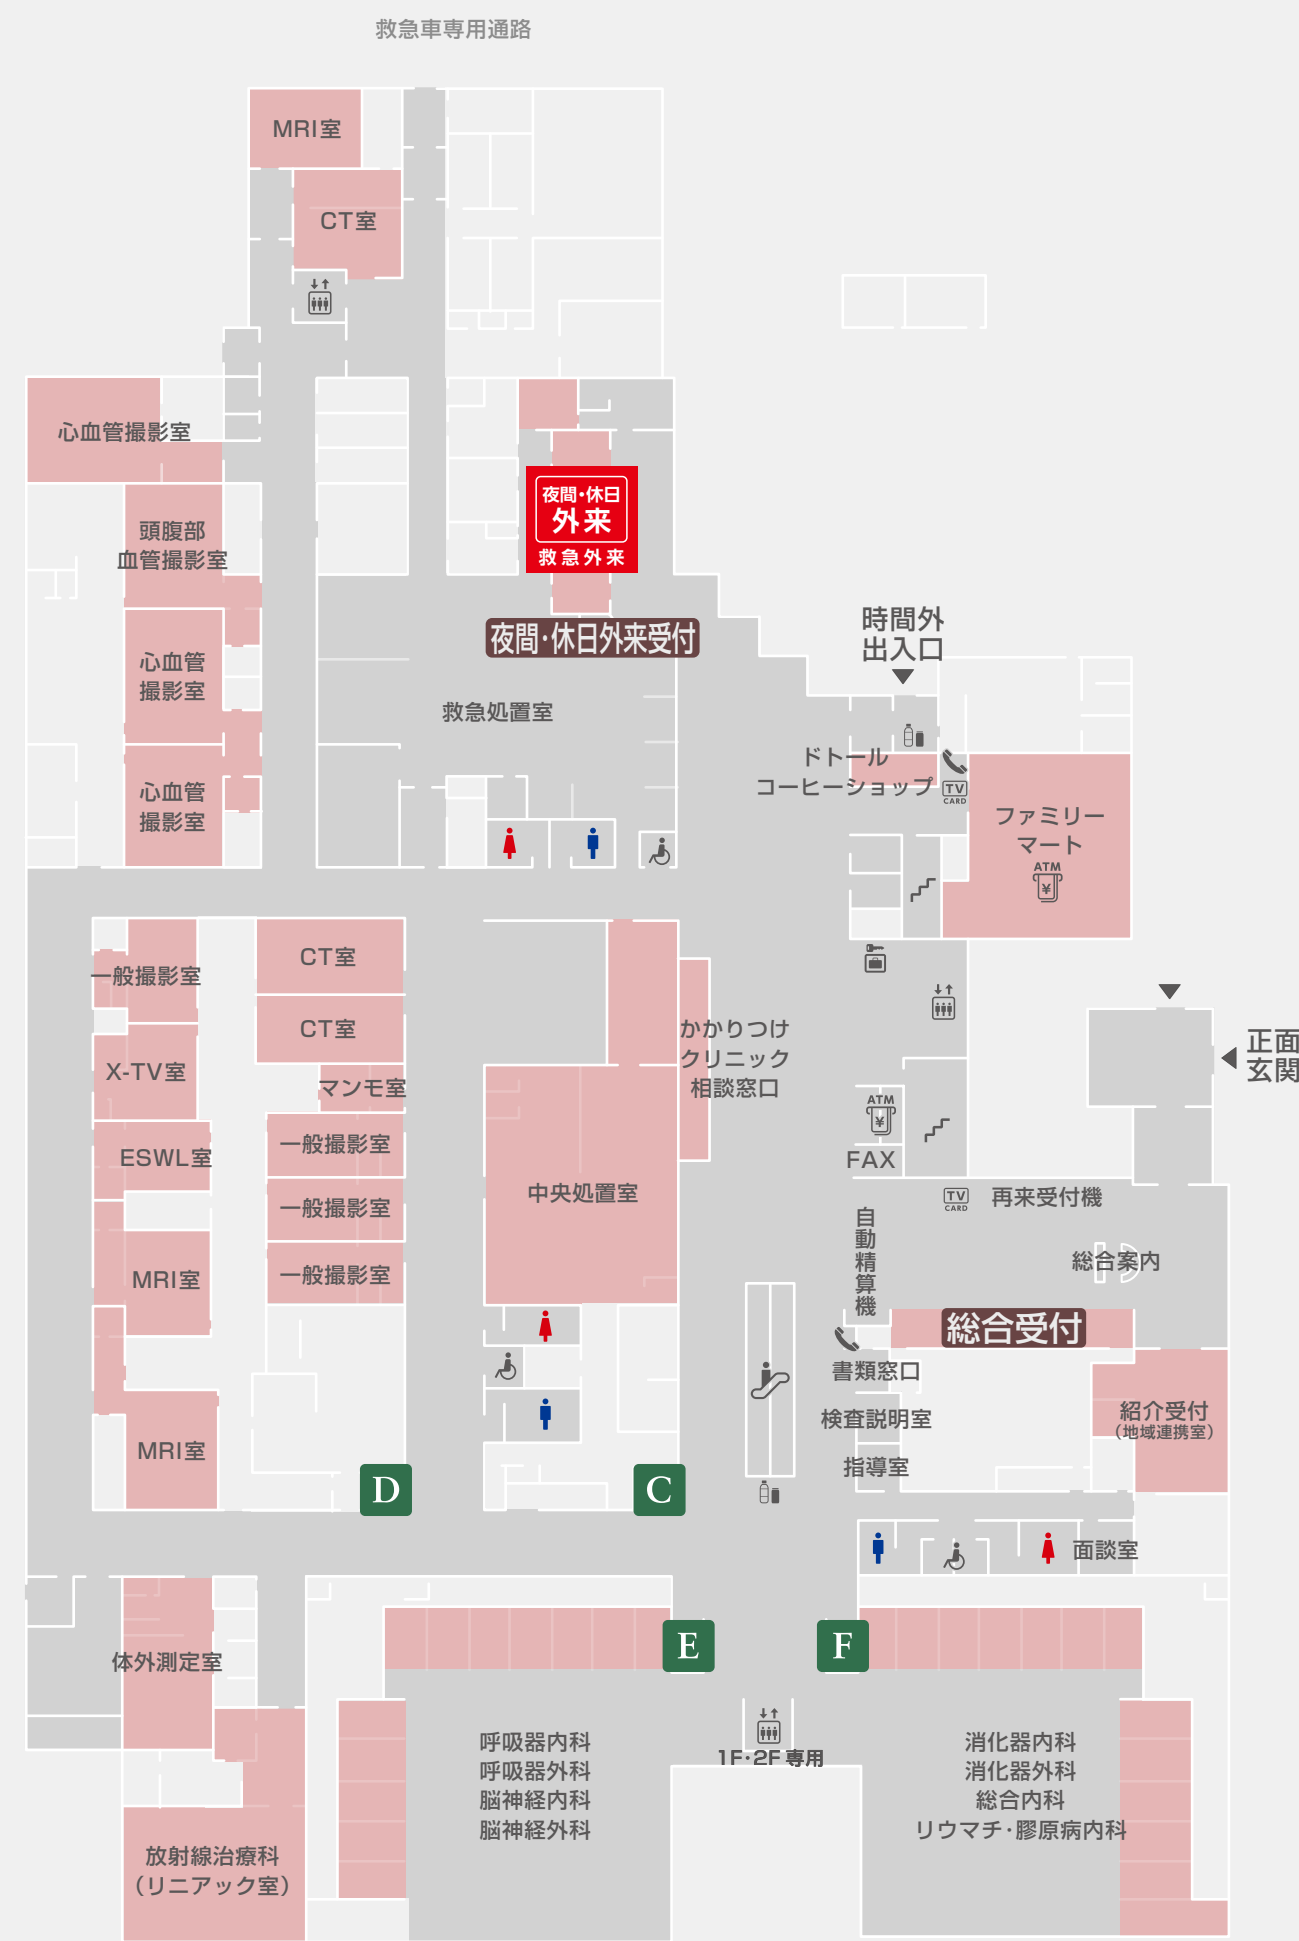 救急車専用通路
MRI室
CT室
心血管撮影室
頭腹部
血管撮影室
夜間・休日
外来
救急外来
夜間・休日外来受付
時間外
出入口
心血管
撮影室
救急処置室
ドトール
コーヒーショップ
TV
CARD
心血管
撮影室
ファミリー
マート
ATM
¥
一般撮影室
CT室
CT室
かかりつけ
クリニック
相談窓口
正面
玄関
X-TV室
マンモ室
ATM
¥
ESWL室
一般撮影室
FAX
中央処置室
一般撮影室
TV
CARD
再来受付機
自動精算機
総合案内
MRI室
一般撮影室
総合受付
書類窓口
検査説明室
紹介受付
(地域連携室)
MRI室
指導室
D
C
面談室
E
F
体外測定室
呼吸器内科
呼吸器外科
脳神経内科
脳神経外科
1F・2F専用
消化器内科
消化器外科
総合内科
リウマチ・膠原病内科
放射線治療科
(リニアック室)